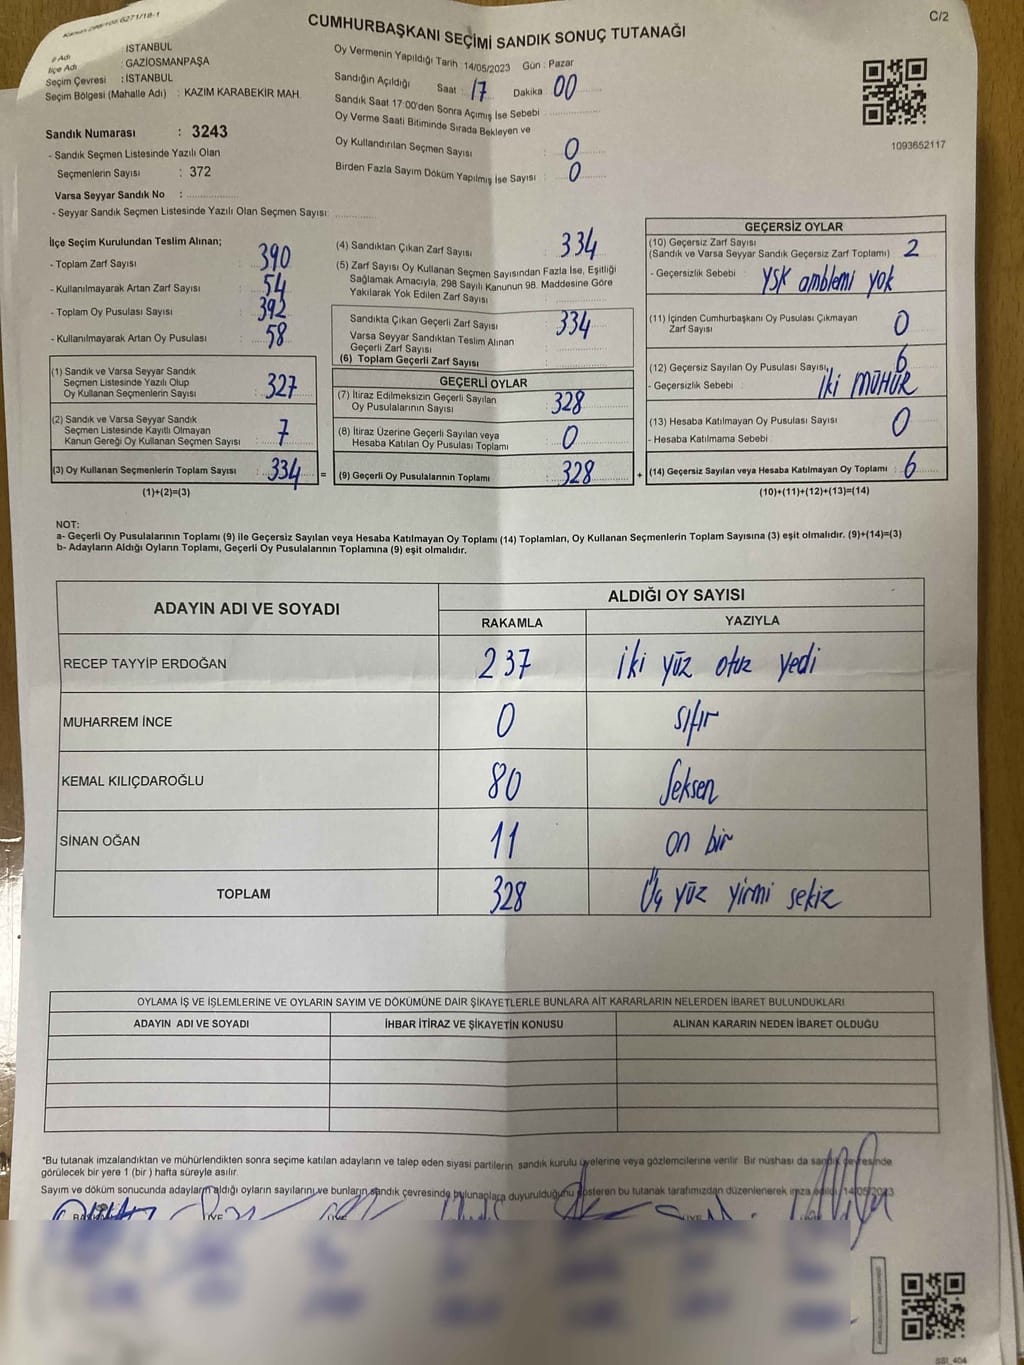 CUMHURBAŞKANI SEÇİMİ SANDIK SONUÇ TUTANAĞI
C/2
İl Adı : İSTANBUL
İlçe Adı : GAZİOSMANPAŞA
Seçim Çevresi : İSTANBUL
Seçim Bölgesi (Mahalle Adı) : KAZIM KARABEKİR MAH.
Sandık Numarası : 3243
- Sandık Seçmen Listesinde Yazılı Olan
Seçmenlerin Sayısı : 372
Varsa Seyyar Sandık No :
- Seyyar Sandık Seçmen Listesinde Yazılı Olan Seçmen Sayısı:
Oy Vermenin Yapıldığı Tarih 14/05/2023 Gün : Pazar
Sandığın Açıldığı Saat : 17 Dakika 00
Sandık Saat 17:00'den Sonra Açımış İse Sebebi
Oy Verme Saati Bitiminde Sırada Bekleyen ve
Oy Kullandırılan Seçmen Sayısı : 0
Birden Fazla Sayım Döküm Yapılmış İse Sayısı : 0
1093652117
İlçe Seçim Kurulundan Teslim Alınan;
- Toplam Zarf Sayısı : 390
- Kullanılmayarak Artan Zarf Sayısı : 54
- Toplam Oy Pusulası Sayısı : 392
- Kullanılmayarak Artan Oy Pusulası : 58
(1) Sandık ve Varsa Seyyar Sandık
Seçmen Listesinde Yazılı Olup
Oy Kullanan Seçmenlerin Sayısı : 327
(2) Sandık ve Varsa Seyyar Sandık
Seçmen Listesinde Kayıtlı Olmayan
Kanun Gereği Oy Kullanan Seçmen Sayısı : 7
(3) Oy Kullanan Seçmenlerin Toplam Sayısı : 334 =
(1)+(2)=(3)
(4) Sandıktan Çıkan Zarf Sayısı : 334
(5) Zarf Sayısı Oy Kullanan Seçmen Sayısından Fazla İse, Eşitliği
Sağlamak Amacıyla, 298 Sayılı Kanunun 98. Maddesine Göre
Yakılarak Yok Edilen Zarf Sayısı :
Sandıkta Çıkan Geçerli Zarf Sayısı : 334
Varsa Seyyar Sandıktan Teslim Alınan
Geçerli Zarf Sayısı :
(6) Toplam Geçerli Zarf Sayısı :
GEÇERLİ OYLAR
(7) İtiraz Edilmeksizin Geçerli Sayılan
Oy Pusulalarının Sayısı : 328
(8) İtiraz Üzerine Geçerli Sayılan veya
Hesaba Katılan Oy Pusulası Toplamı : 0
(9) Geçerli Oy Pusulalarının Toplamı : 328 +
GEÇERSİZ OYLAR
(10) Geçersiz Zarf Sayısı
(Sandık ve Varsa Seyyar Sandık Geçersiz Zarf Toplamı) : 2
- Geçersizlik Sebebi : YSK amblemi yok
(11) İçinden Cumhurbaşkanı Oy Pusulası Çıkmayan
Zarf Sayısı : 0
(12) Geçersiz Sayılan Oy Pusulası Sayısı : 6
- Geçersizlik Sebebi : iki MÜHÜR
(13) Hesaba Katılmayan Oy Pusulası Sayısı : 0
- Hesaba Katılmama Sebebi
(14) Geçersiz Sayılan veya Hesaba Katılmayan Oy Toplamı : 6
(10)+(11)+(12)+(13)=(14)
NOT:
a- Geçerli Oy Pusulalarının Toplamı (9) ile Geçersiz Sayılan veya Hesaba Katılmayan Oy Toplamı (14) Toplamları, Oy Kullanan Seçmenlerin Toplam Sayısına (3) eşit olmalıdır. (9)+(14)=(3)
b- Adayların Aldığı Oyların Toplamı, Geçerli Oy Pusulalarının Toplamına (9) eşit olmalıdır.
ADAYIN ADI VE SOYADI
ALDIĞI OY SAYISI
RAKAMLA YAZIYLA
RECEP TAYYİP ERDOĞAN 237 iki yüz otuz yedi
MUHARREM İNCE 0 sıfır
KEMAL KILIÇDAROĞLU 80 Seksen
SİNAN OĞAN 11 on bir
TOPLAM 328 Üç yüz yirmi sekiz
OYLAMA İŞ VE İŞLEMLERİNE VE OYLARIN SAYIM VE DÖKÜMÜNE DAİR ŞİKAYETLERLE BUNLARA AİT KARARLARIN NELERDEN İBARET BULUNDUKLARI
ADAYIN ADI VE SOYADI İHBAR İTİRAZ VE ŞİKAYETİN KONUSU ALINAN KARARIN NEDEN İBARET OLDUĞU
*Bu tutanak imzalandıktan ve mühürlendikten sonra seçime katılan adayların ve talep eden siyasi partilerin sandık kurulu üyelerine veya gözlemcilerine verilir. Bir nüshası da sandık çevresinde
görülecek bir yere 1 (bir ) hafta süreyle asılır.
Sayım ve döküm sonucunda adayların aldığı oyların sayılarını ve bunların sandık çevresinde bulunaplara duyurulduğunu gösteren bu tutanak tarafımızdan düzenlenerek imza edildi. 14/05/2023